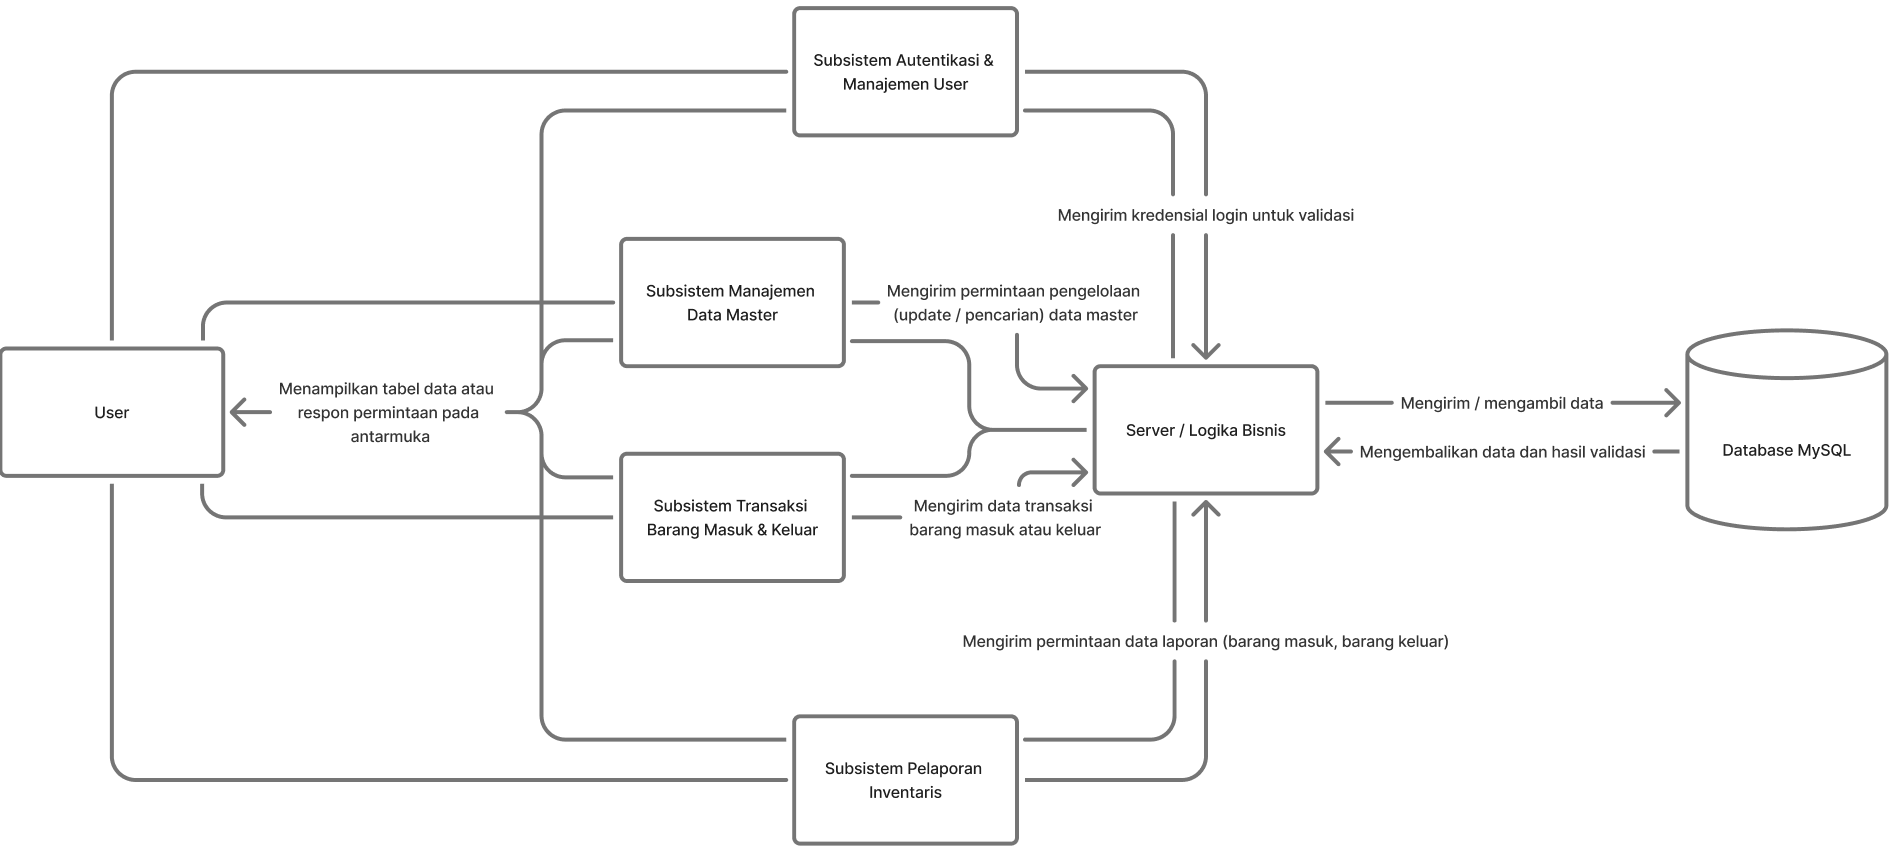 Subsistem Autentikasi &
Manajemen User
Mengirim kredensial login untuk validasi
Subsistem Manajemen
Data Master
Mengirim permintaan pengelolaan
(update / pencarian) data master
User
Menampilkan tabel data atau
respon permintaan pada
antarmuka
Server / Logika Bisnis
Mengirim / mengambil data
Mengembalikan data dan hasil validasi
Database MySQL
Subsistem Transaksi
Barang Masuk & Keluar
Mengirim data transaksi
barang masuk atau keluar
Mengirim permintaan data laporan (barang masuk, barang keluar)
Subsistem Pelaporan
Inventaris